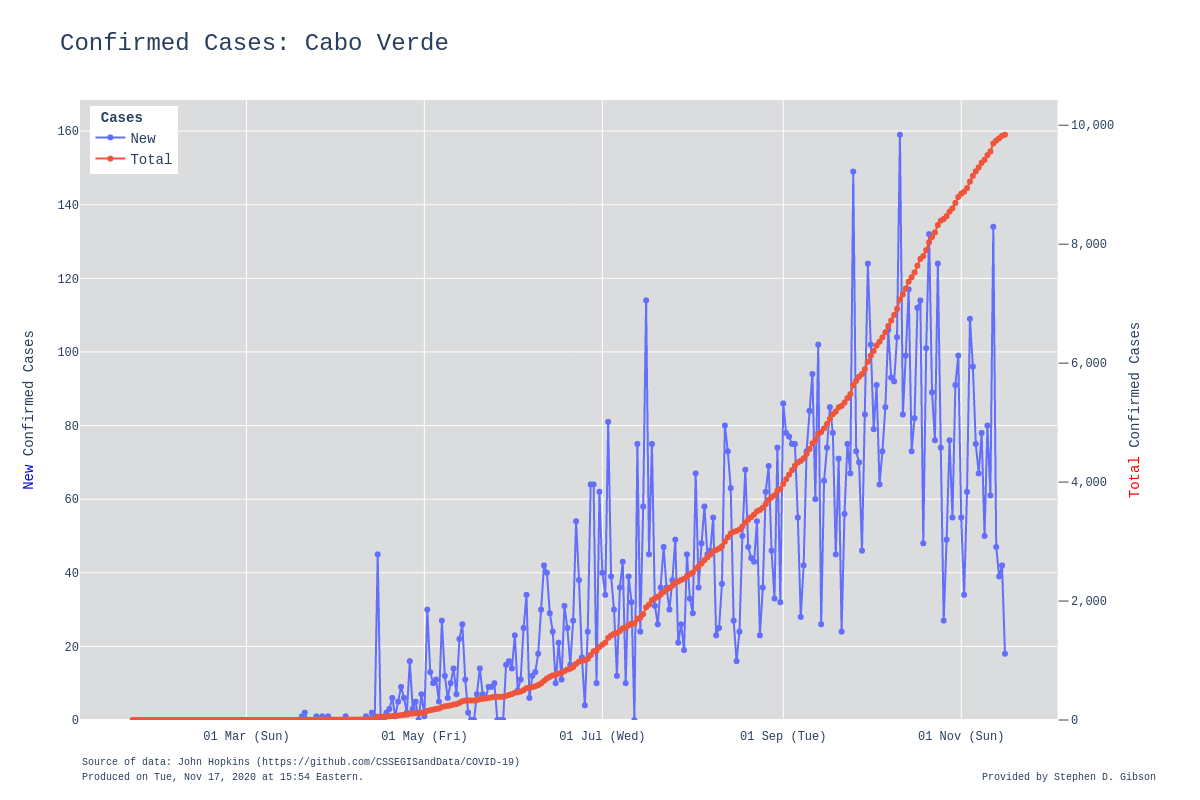 Confirmed Cases: Cabo Verde
Cases
New
Total
160
140
120
100
80
60
40
20
0
10,000
8,000
6,000
4,000
2,000
0
New Confirmed Cases
Total Confirmed Cases
01 Mar (Sun)
01 May (Fri)
01 Jul (Wed)
01 Sep (Tue)
01 Nov (Sun)
Source of data: John Hopkins (https://github.com/CSSEGISandData/COVID-19)
Produced on Tue, Nov 17, 2020 at 15:54 Eastern.
Provided by Stephen D. Gibson